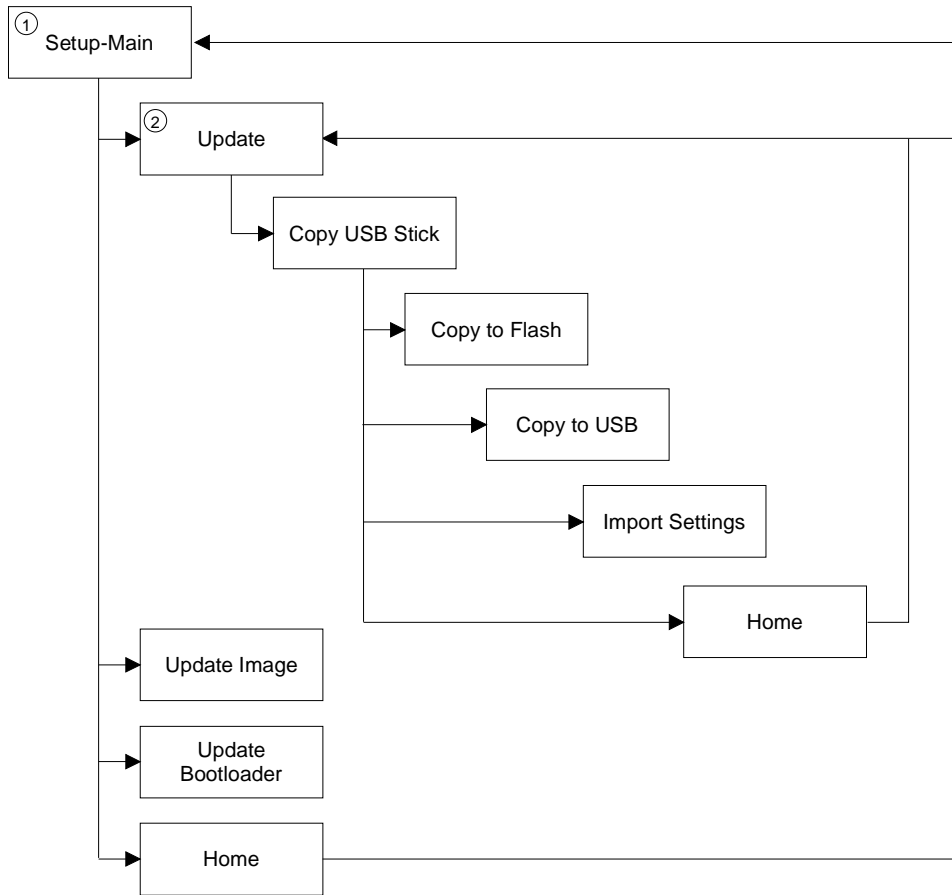 1
Setup-Main
2
Update
Copy USB Stick
Copy to Flash
Copy to USB
Import Settings
Home
Update Image
Update
Bootloader
Home